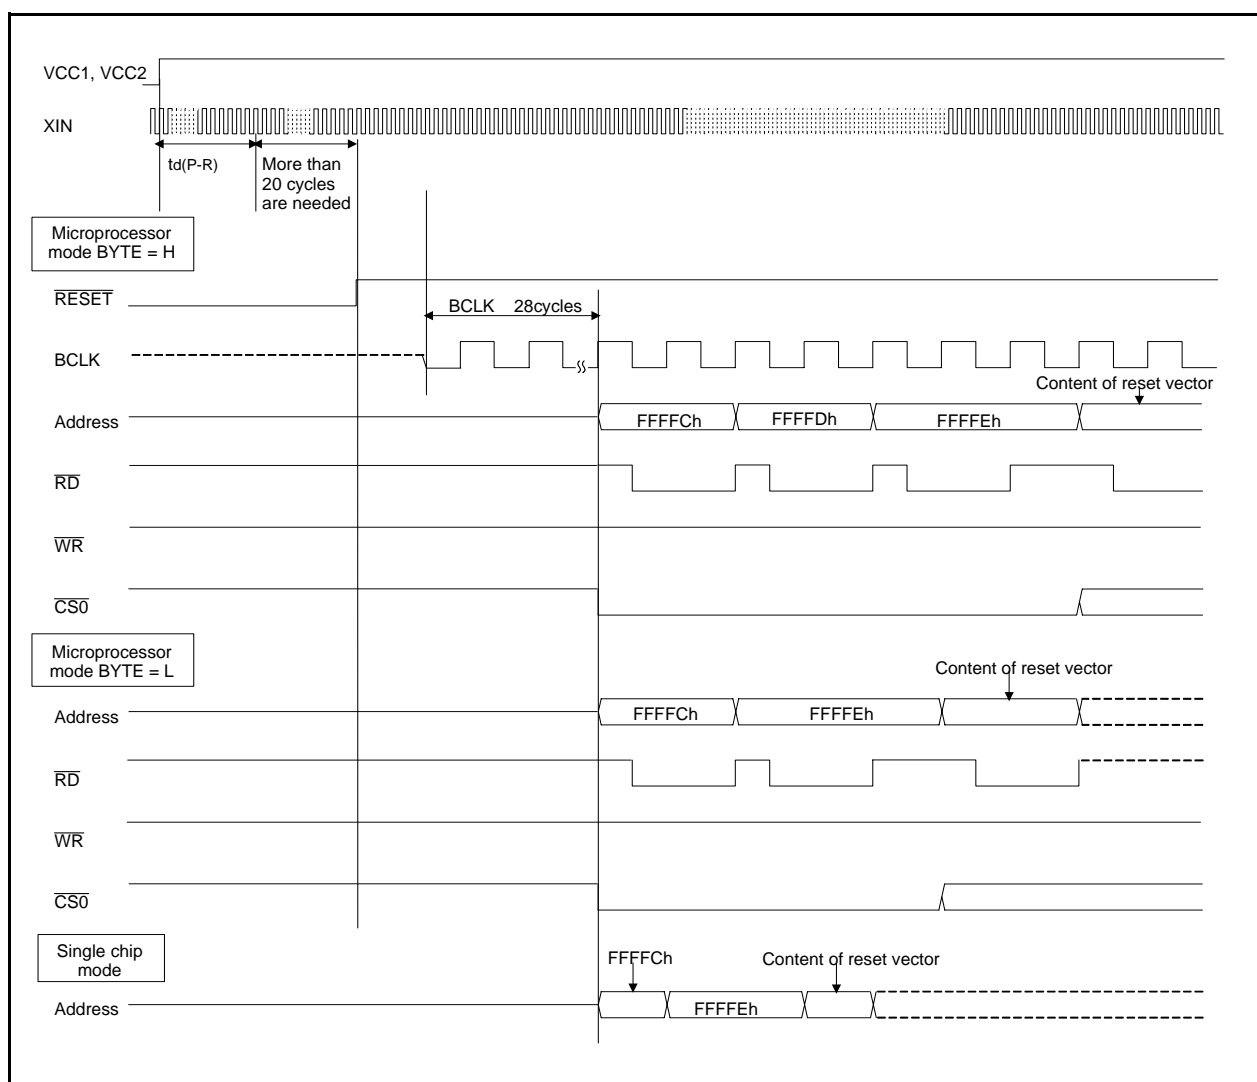 VCC1, VCC2
XIN
td(P-R)
More than
20 cycles
are needed
Microprocessor
mode BYTE = H
RESET
BCLK 28cycles
BCLK
Content of reset vector
Address
FFFFCh
FFFFDh
FFFFEh
RD
WR
CS0
Microprocessor
mode BYTE = L
Content of reset vector
Address
FFFFCh
FFFFEh
RD
WR
CS0
Single chip
mode
FFFFCh
Content of reset vector
Address
FFFFEh